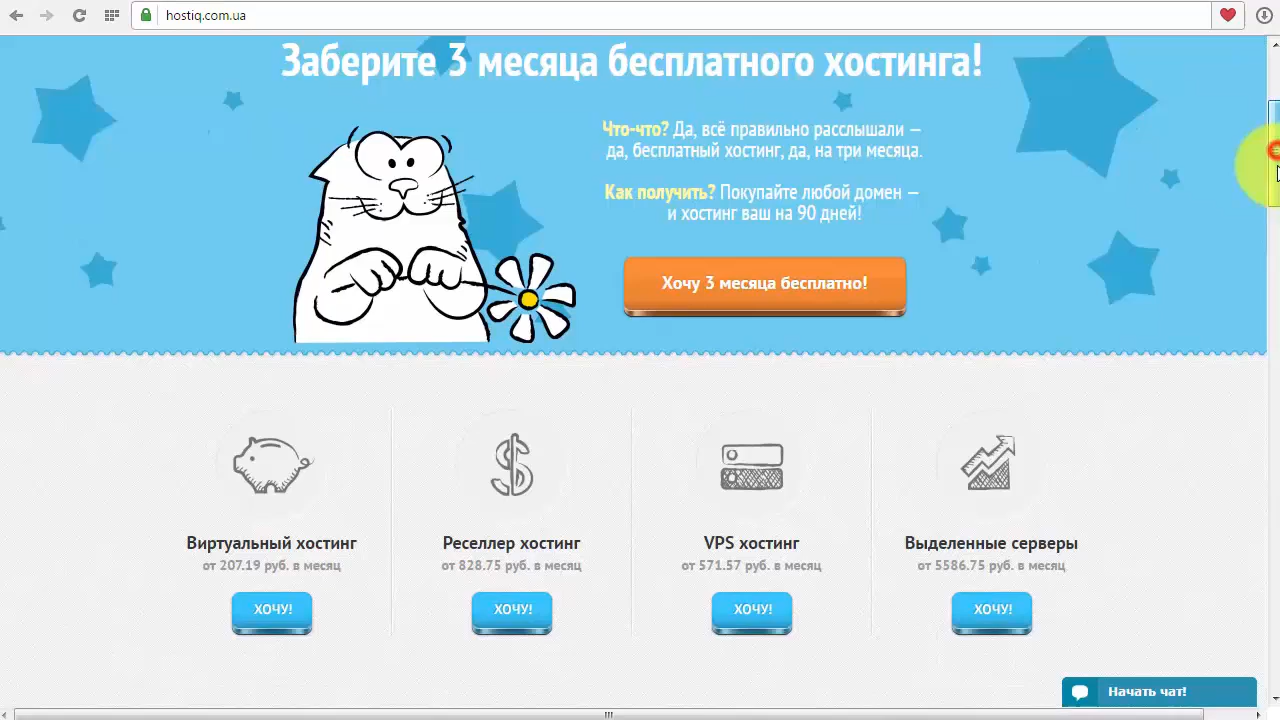 hostiq.com.ua
Заберите 3 месяца бесплатного хостинга!
Что-что? Да, всё правильно расслышали —
да, бесплатный хостинг, да, на три месяца.
Как получить? Покупайте любой домен —
и хостинг ваш на 90 дней!
Хочу 3 месяца бесплатно!
Виртуальный хостинг
от 207.19 руб. в месяц
ХОЧУ!
Реселлер хостинг
от 828.75 руб. в месяц
ХОЧУ!
VPS хостинг
от 571.57 руб. в месяц
ХОЧУ!
Выделенные серверы
от 5586.75 руб. в месяц
ХОЧУ!
Начать чат!